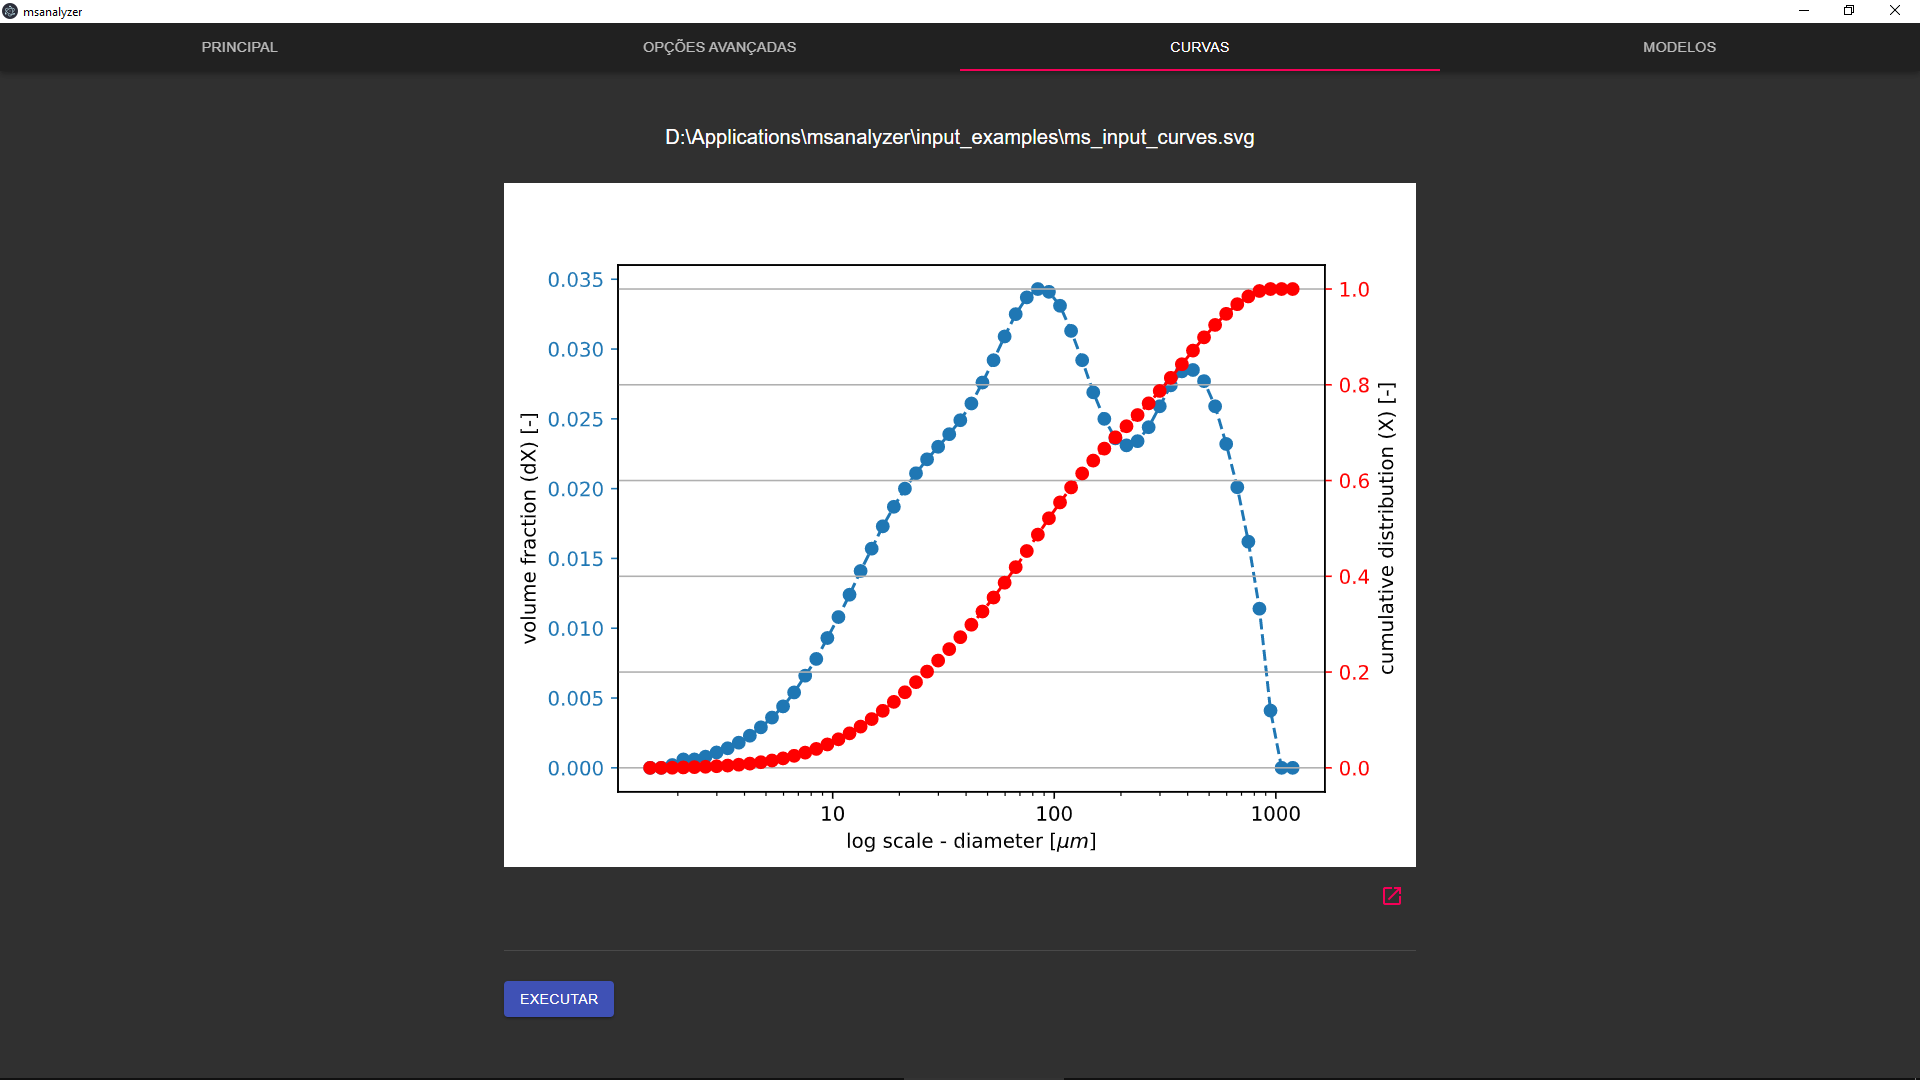 msanalyzer
PRINCIPAL OPÇÕES AVANÇADAS CURVAS MODELOS
D:\Applications\msanalyzer\input_examples\ms_input_curves.svg
0.035
0.030
0.025
0.020
0.015
0.010
0.005
0.000
volume fraction (dX) [-]
1.0
0.8
0.6
0.4
0.2
0.0
cumulative distribution (X) [-]
10 100 1000
log scale - diameter [μm]
EXECUTAR